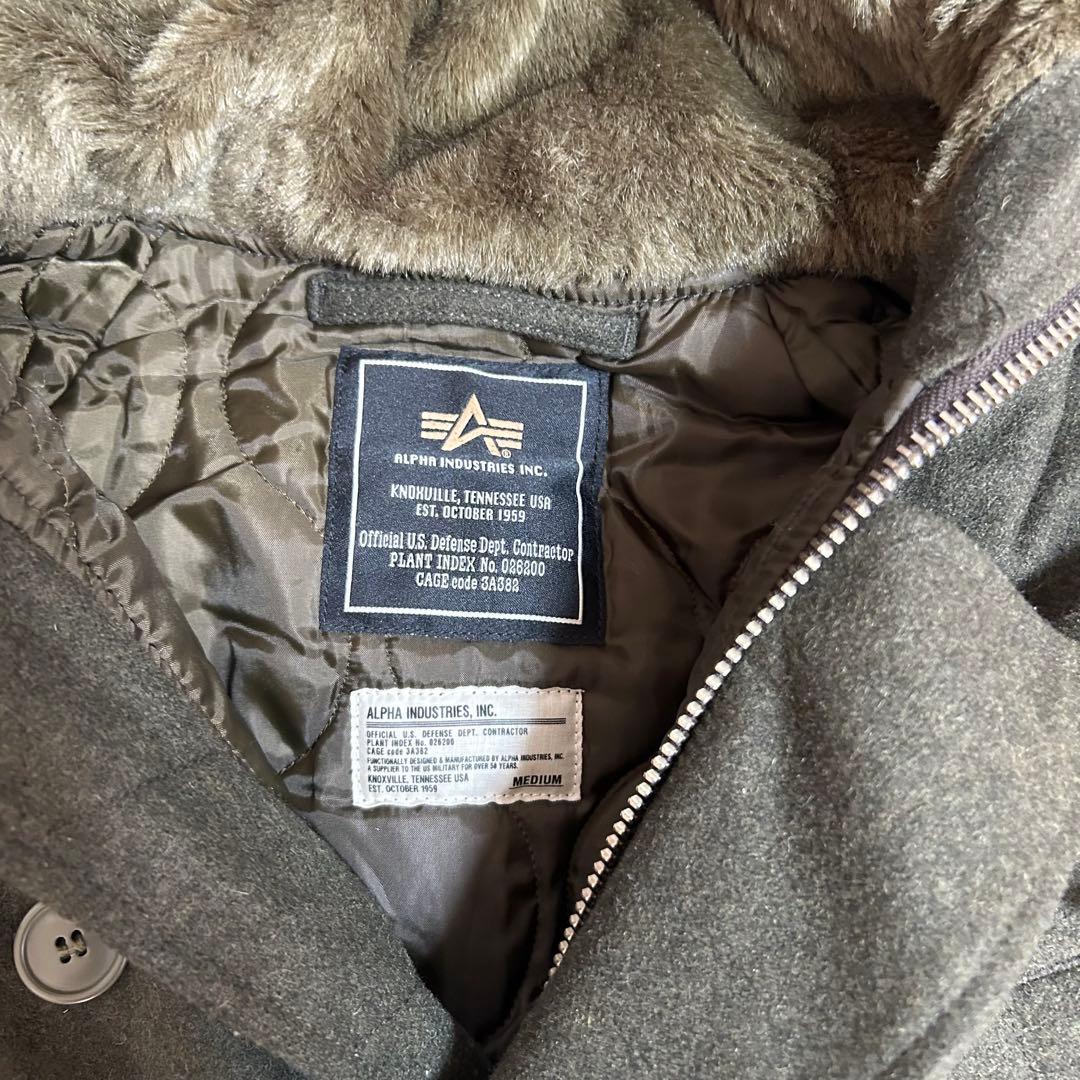 ALPHA INDUSTRIES INC.
KNOXVILLE, TENNESSEE USA
EST. OCTOBER 1959
Official U.S. Defense Dept. Contractor
PLANT INDEX No. 026200
CAGE code 3A382
ALPHA INDUSTRIES, INC.
OFFICIAL U.S. DEFENSE DEPT. CONTRACTOR
PLANT INDEX No. 026200
CAGE code 3A382
FUNCTIONALLY DESIGNED & MANUFACTURED BY ALPHA INDUSTRIES, INC.
A SUPPLIER TO THE US MILITARY FOR OVER 50 YEARS.
KNOXVILLE, TENNESSEE USA
EST. OCTOBER 1959
MEDIUM